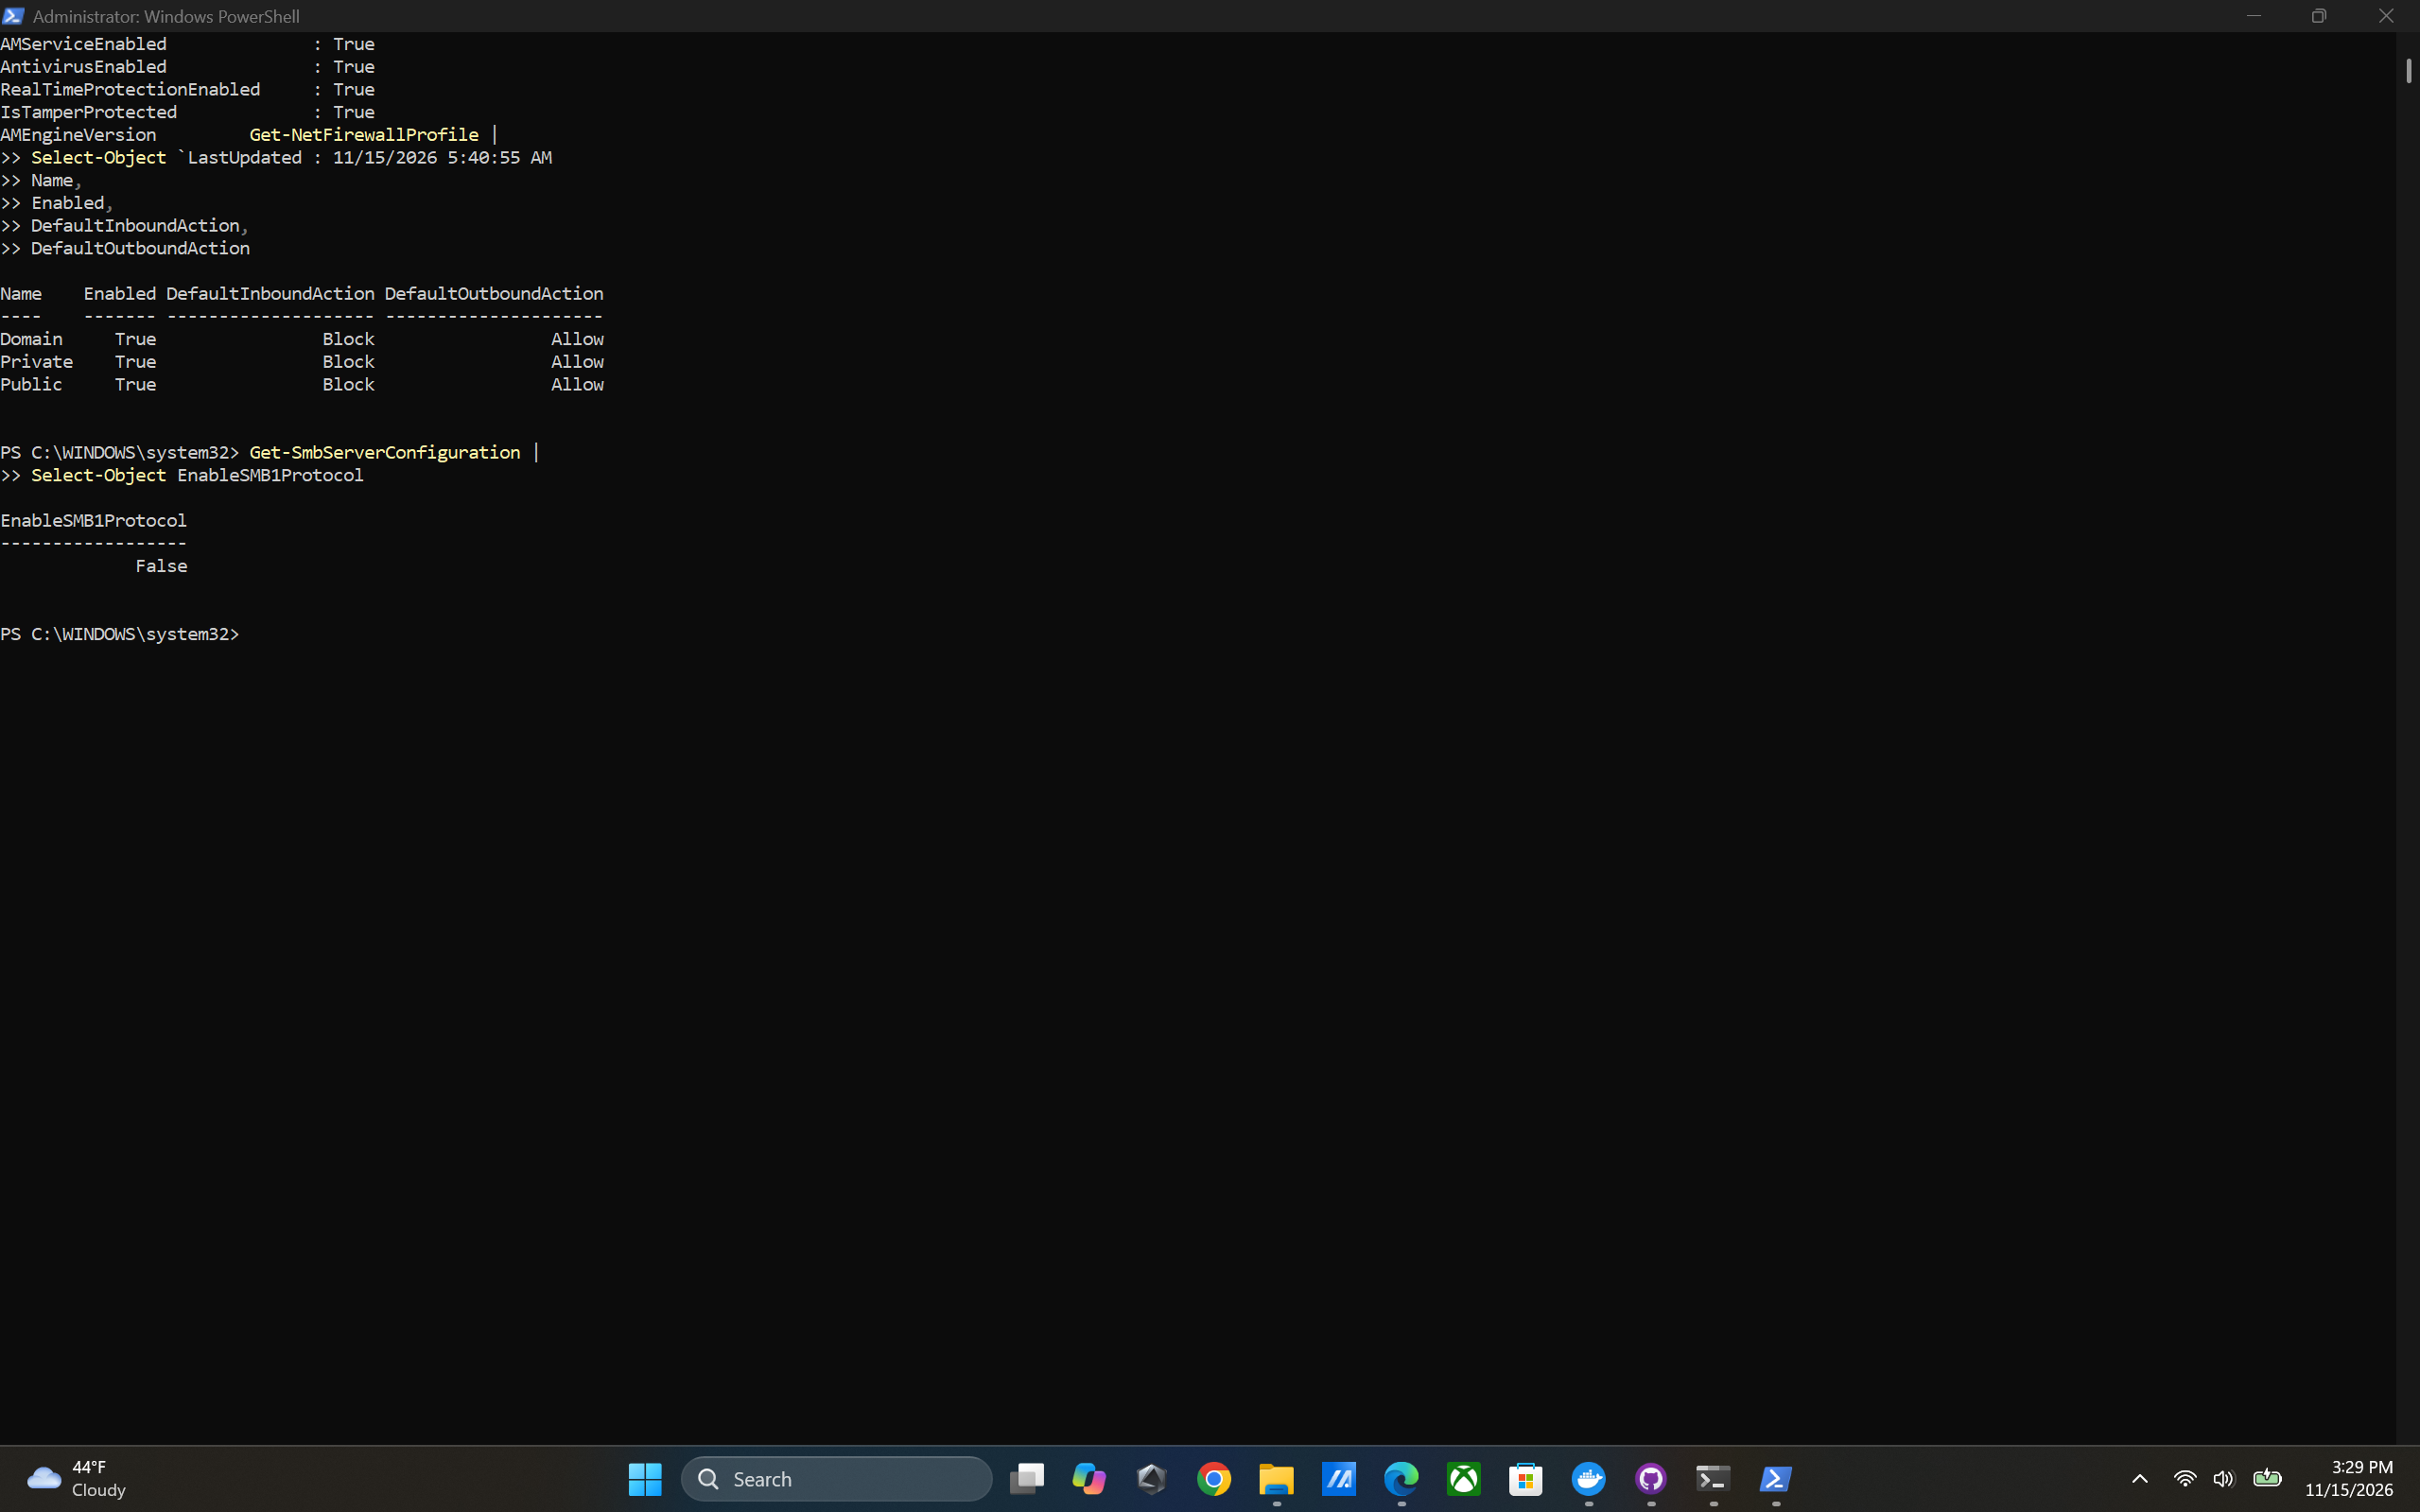 Administrator: Windows PowerShell
AMServiceEnabled : True
AntivirusEnabled : True
RealTimeProtectionEnabled : True
IsTamperProtected : True
AMEngineVersion Get-NetFirewallProfile |
>> Select-Object `LastUpdated : 11/15/2026 5:40:55 AM
>> Name,
>> Enabled,
>> DefaultInboundAction,
>> DefaultOutboundAction
Name Enabled DefaultInboundAction DefaultOutboundAction
---- ------- -------------------- ---------------------
Domain True Block Allow
Private True Block Allow
Public True Block Allow
PS C:\WINDOWS\system32> Get-SmbServerConfiguration |
>> Select-Object EnableSMB1Protocol
EnableSMB1Protocol
------------------
False
PS C:\WINDOWS\system32>
44°F
Cloudy
Search
3:29 PM
11/15/2026